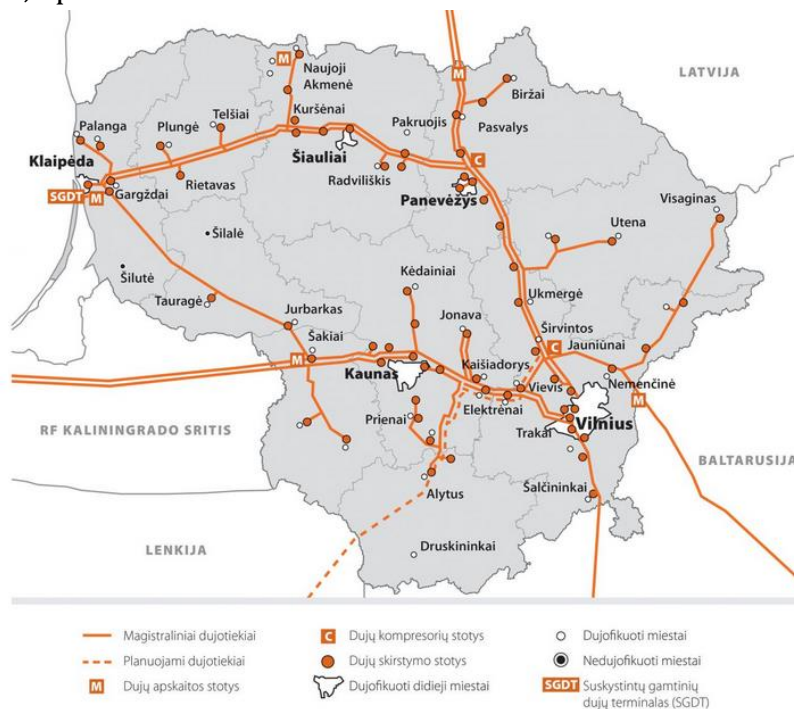 M
Naujoji
Akmenė
M
LATVIJA
Biržai
Telšiai
Kuršėnai
Palanga
Plungė
Pakruojis
Pasvalys
Klaipėda
Šiauliai
C
Rietavas
Radviliškis
SGDT
M
Gargždai
Panevėžys
Visaginas
Šilalė
Utena
Šilutė
Kėdainiai
Tauragė
Ukmergė
Jurbarkas
Jonava
Širvintos
Šakiai
C
Jauniūnai
M
Kaunas
Kaišiadorys
Vievis
Nemenčinė
M
Elektrėnai
Prienai
Vilnius
RF KALININGRADO SRITIS
Trakai
BALTARUSIJA
Alytus
Šalčininkai
LENKIJA
Druskininkai
Magistraliniai dujotiekiai
C Dujų kompresorių stotys
Dujofikuoti miestai
Planuojami dujotiekiai
Dujų skirstymo stotys
Nedujofikuoti miestai
M Dujų apskaitos stotys
Dujofikuoti didieji miestai
SGDT Suskystintų gamtinių
dujų terminalas (SGDT)